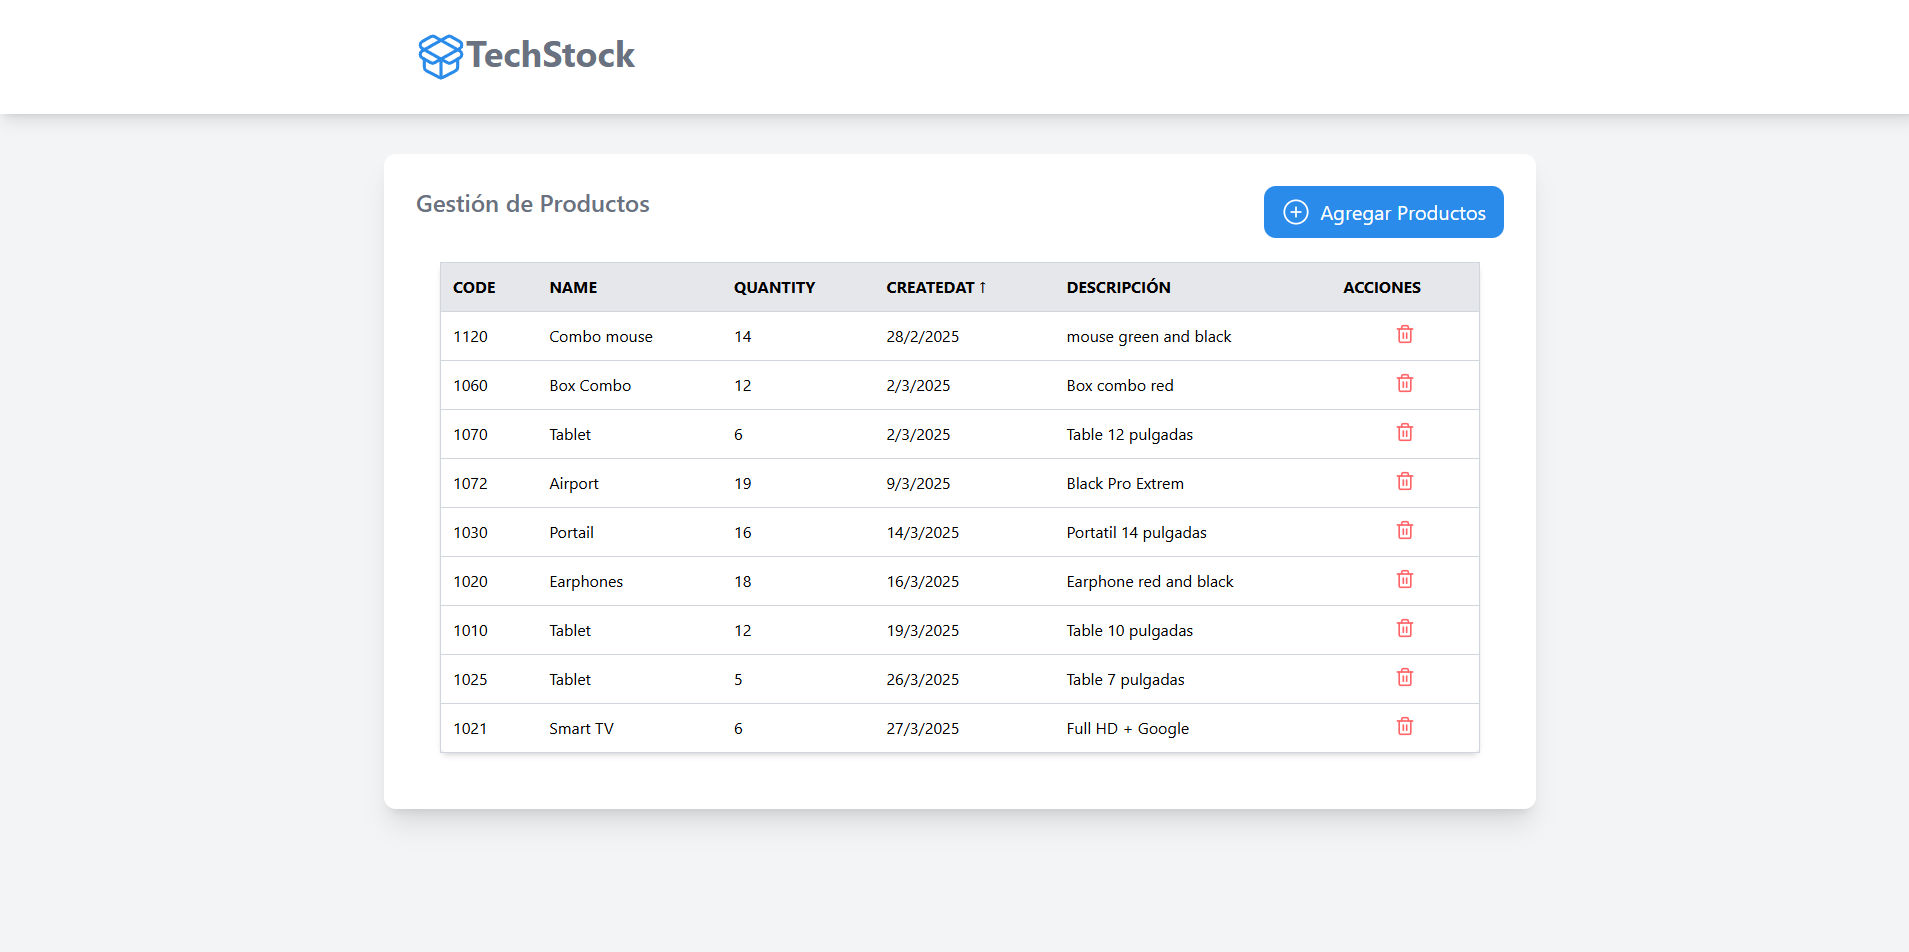 TechStock
Gestión de Productos
Agregar Productos
CODE NAME QUANTITY CREATEDAT ↑ DESCRIPCIÓN ACCIONES
1120 Combo mouse 14 28/2/2025 mouse green and black
1060 Box Combo 12 2/3/2025 Box combo red
1070 Tablet 6 2/3/2025 Table 12 pulgadas
1072 Airport 19 9/3/2025 Black Pro Extrem
1030 Portail 16 14/3/2025 Portatil 14 pulgadas
1020 Earphones 18 16/3/2025 Earphone red and black
1010 Tablet 12 19/3/2025 Table 10 pulgadas
1025 Tablet 5 26/3/2025 Table 7 pulgadas
1021 Smart TV 6 27/3/2025 Full HD + Google